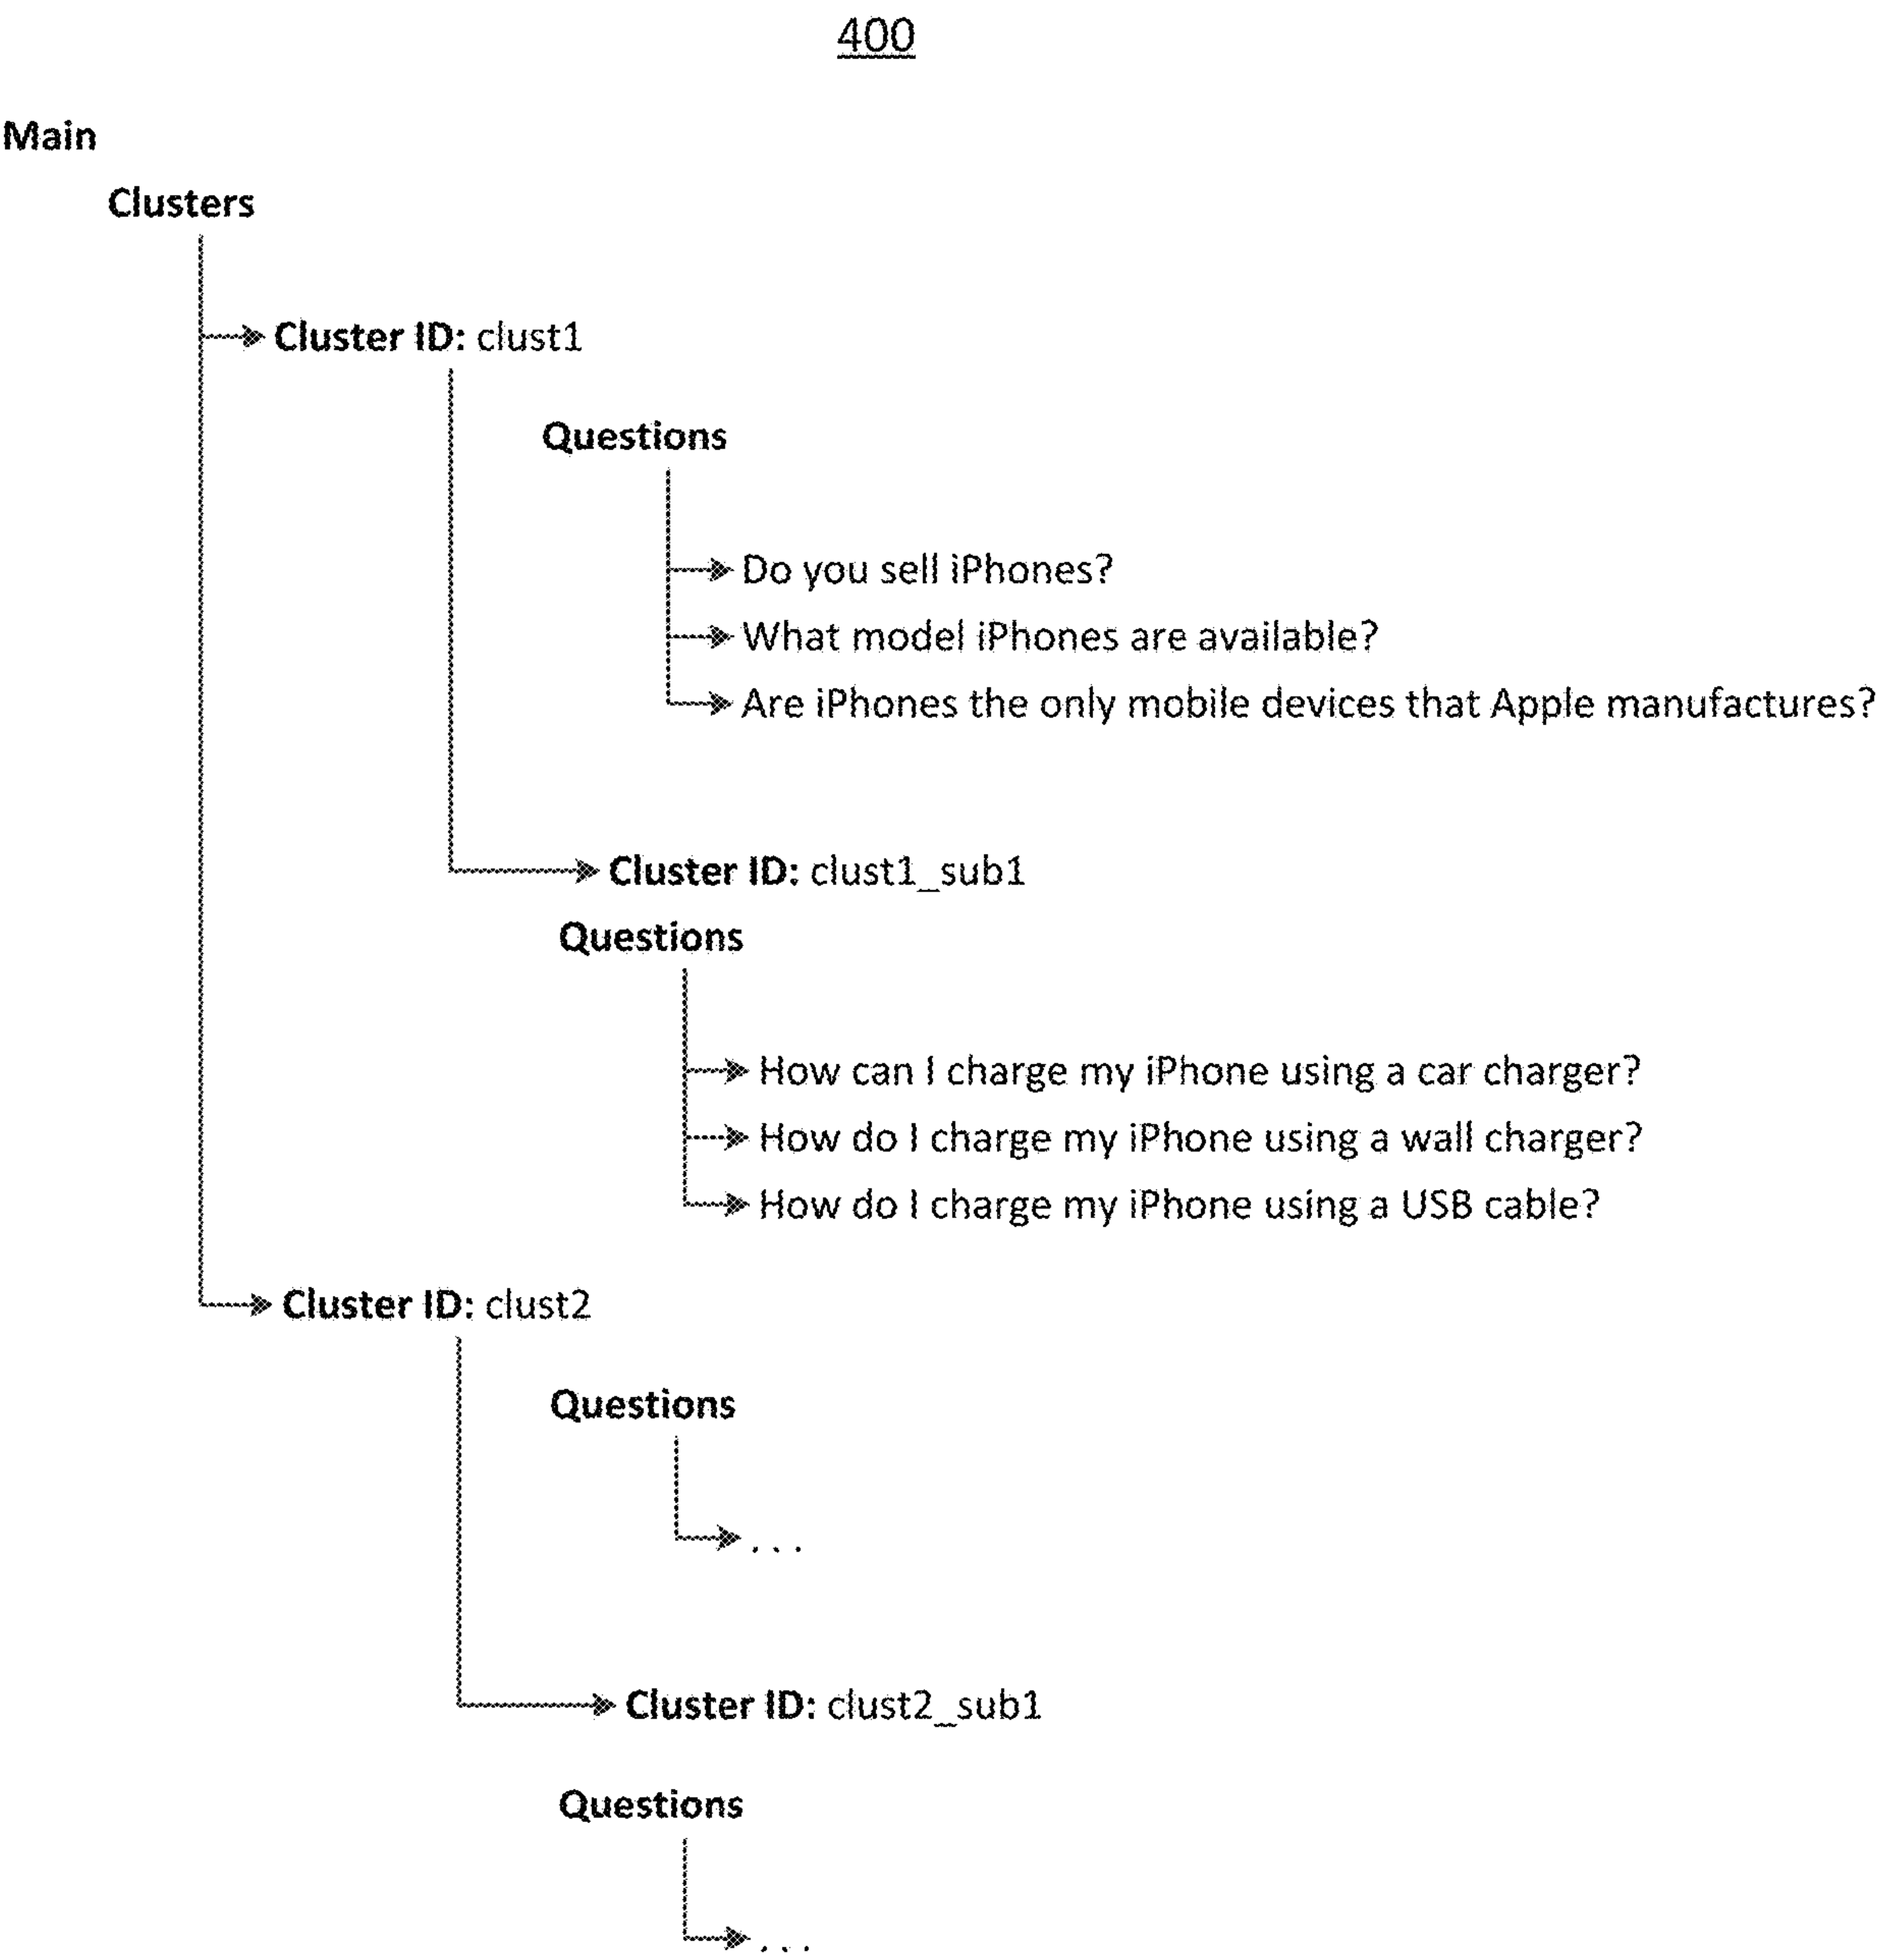 400
Main
Clusters
Cluster ID: clust1
Questions
Do you sell iPhones?
What model iPhones are available?
Are iPhones the only mobile devices that Apple manufactures?
Cluster ID: clust1_sub1
Questions
How can I charge my iPhone using a car charger?
How do I charge my iPhone using a wall charger?
How do I charge my iPhone using a USB cable?
Cluster ID: clust2
Questions
. . .
Cluster ID: clust2_sub1
Questions
. . .